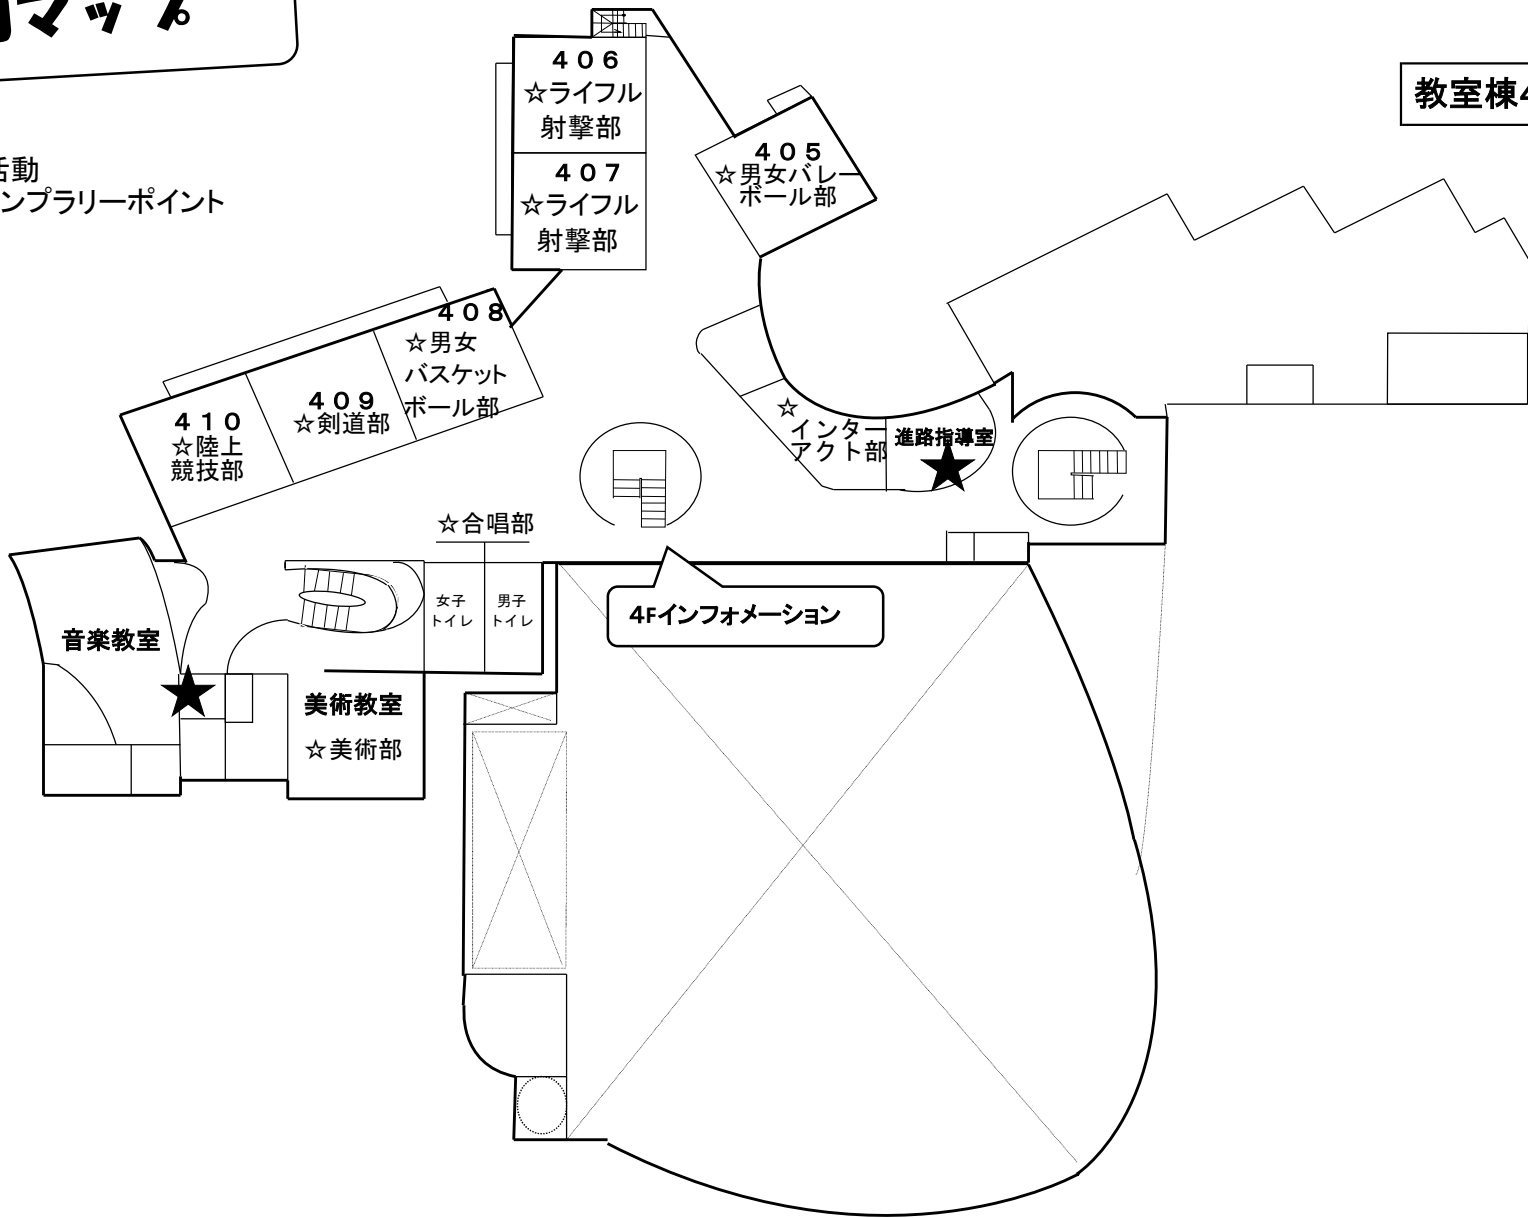 マップ
教室棟4
活動
ンプラリーポイント
４０６
☆ライフル
射撃部
４０７
☆ライフル
射撃部
４０５
☆男女バレー
ボール部
４０８
☆男女
バスケット
ボール部
４０９
☆剣道部
４１０
☆陸上
競技部
☆
インター
アクト部
進路指導室
★
☆合唱部
女子
トイレ
男子
トイレ
4Fインフォメーション
音楽教室
★
美術教室
☆美術部